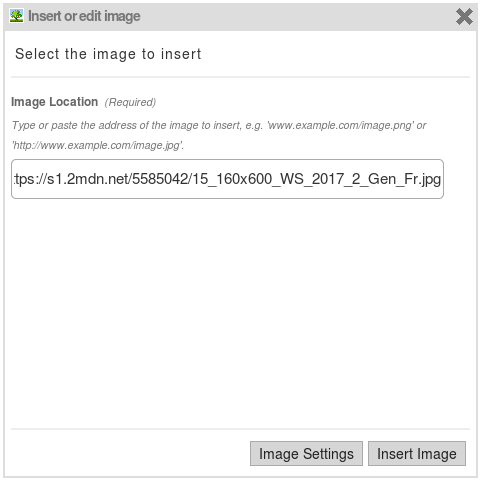 Insert or edit image
Select the image to insert
Image Location (Required)
Type or paste the address of the image to insert, e.g. 'www.example.com/image.png' or
'http://www.example.com/image.jpg'.
tps://s1.2mdn.net/5585042/15_160x600_WS_2017_2_Gen_Fr.jpg
Image Settings Insert Image